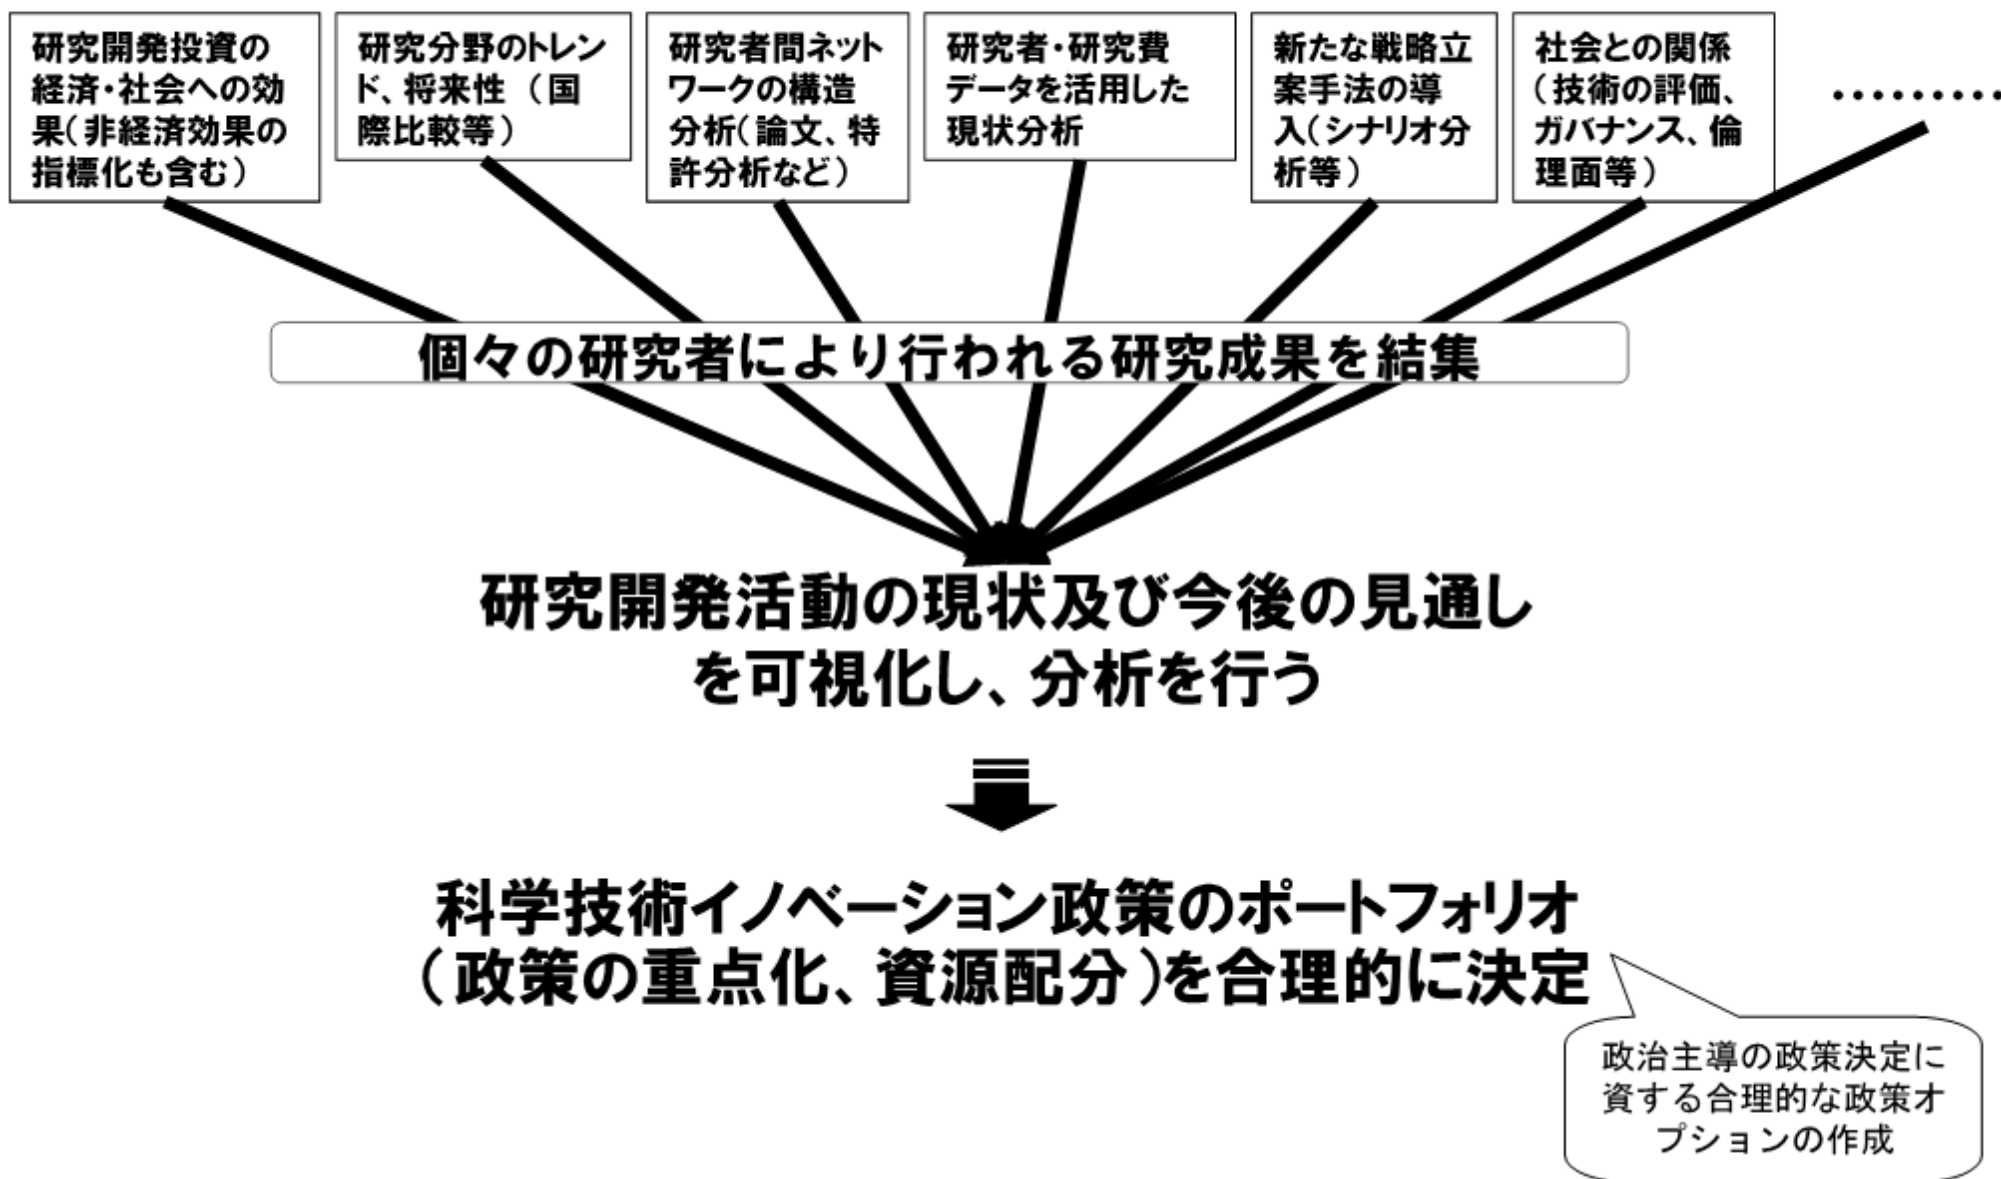 研究開発投資の
経済・社会への効
果（非経済効果の
指標化も含む）
研究分野のトレン
ド、将来性（国
際比較等）
研究者間ネット
ワークの構造
分析（論文、特
許分析など）
研究者・研究費
データを活用した
現状分析
新たな戦略立
案手法の導
入（シナリオ分
析等）
社会との関係
（技術の評価、
ガバナンス、倫
理面等）
………
個々の研究者により行われる研究成果を結集
研究開発活動の現状及び今後の見通し
を可視化し、分析を行う
科学技術イノベーション政策のポートフォリオ
（政策の重点化、資源配分）を合理的に決定
政治主導の政策決定に
資する合理的な政策オ
プションの作成